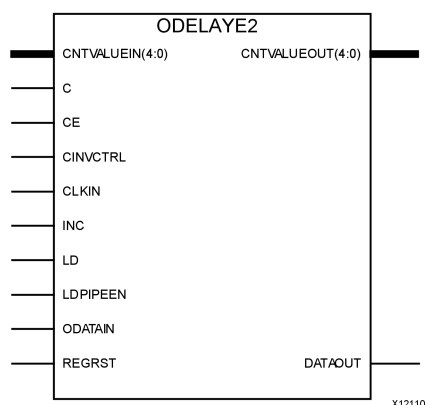 ODELAYE2
CNTVALUEIN(4:0) CNTVALUEOUT(4:0)
C
CE
CINVCTRL
CLKIN
INC
LD
LDPIPEEN
ODATAIN
REGRST DATAOUT
X12110